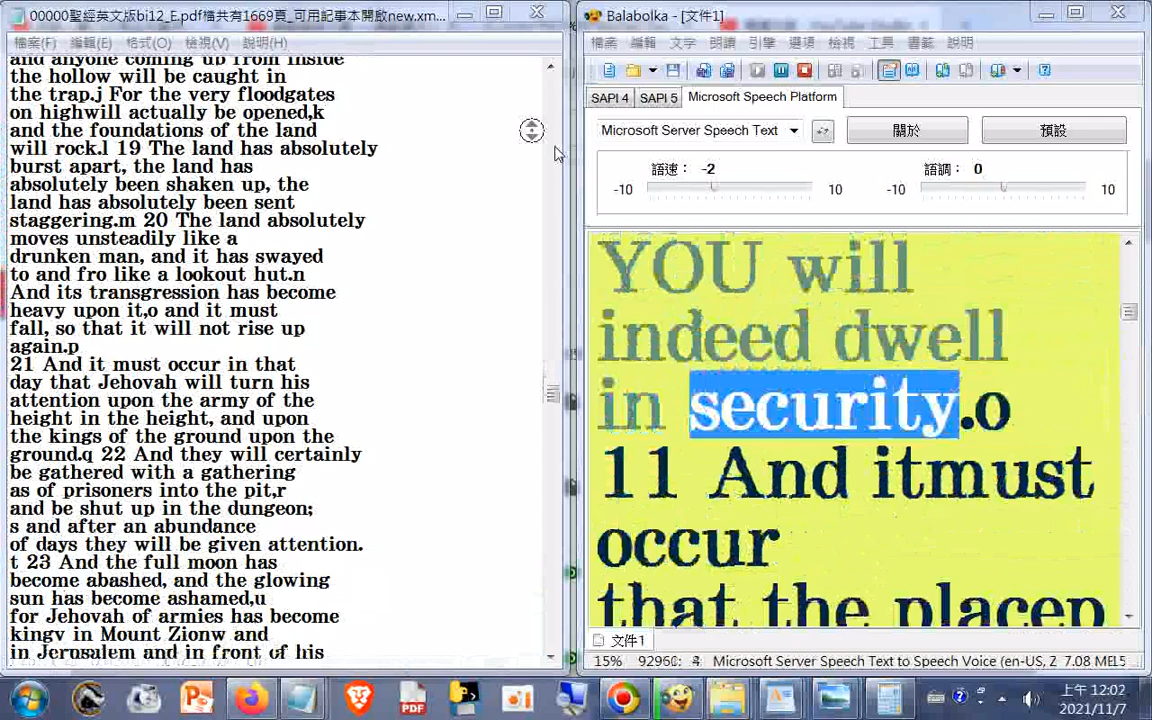 00000聖經英文版bi12_E.pdf檔共有1669頁_可用記事本開啟new.xm...
檔案(F) 編輯(E) 格式(O) 檢視(V) 說明(H)
and anyone coming up from inside
the hollow will be caught in
the trap.j For the very floodgates
on highwill actually be opened,k
and the foundations of the land
will rock.l 19 The land has absolutely
burst apart, the land has
absolutely been shaken up, the
land has absolutely been sent
staggering.m 20 The land absolutely
moves unsteadily like a
drunken man, and it has swayed
to and fro like a lookout hut.n
And its transgression has become
heavy upon it,o and it must
fall, so that it will not rise up
again.p
21 And it must occur in that
day that Jehovah will turn his
attention upon the army of the
height in the height, and upon
the kings of the ground upon the
ground.q 22 And they will certainly
be gathered with a gathering
as of prisoners into the pit,r
and be shut up in the dungeon;
s and after an abundance
of days they will be given attention.
t 23 And the full moon has
become abashed, and the glowing
sun has become ashamed,u
for Jehovah of armies has become
kingv in Mount Zionw and
in Jerusalem and in front of his
Balabolka - [文件1]
檔案 編輯 文字 朗讀 引擎 選項 檢視 工具 書籤 說明
SAPI 4 SAPI 5 Microsoft Speech Platform
Microsoft Server Speech Text 關於 預設
語速: -2 語調: 0
-10 10 -10 10
YOU will
indeed dwell
in security.o
11 And itmust
occur
that the placep
文件1
15% Microsoft Server Speech Text to Speech Voice (en-US, Z 7.08 ME
PDF
上午 12:02
2021/11/7